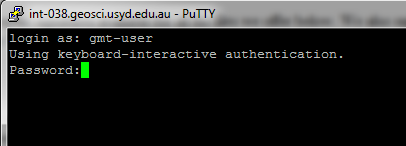 int-038.geosci.usyd.edu.au - PuTTY
login as: gmt-user
Using keyboard-interactive authentication.
Password: